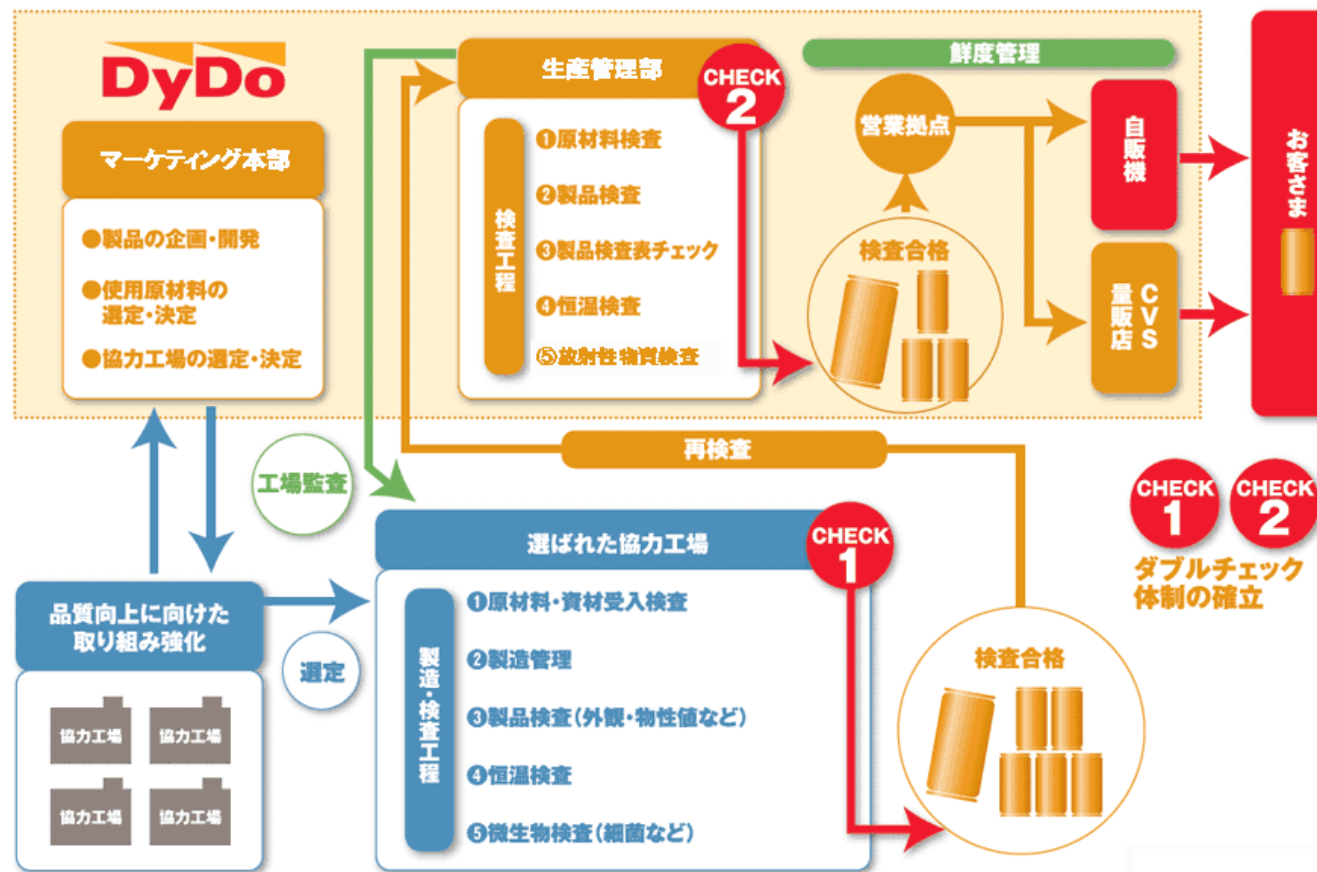 DyDo
マーケティング本部
●製品の企画・開発
●使用原材料の
選定・決定
●協力工場の選定・決定
生産管理部
CHECK
2
検査工程
❶原材料検査
❷製品検査
❸製品検査表チェック
❹恒温検査
⑤放射性物質検査
鮮度管理
営業拠点
検査合格
自販機
CVS
量販店
お客さま
再検査
工場監査
選ばれた協力工場
CHECK
1
製造・検査工程
❶原材料・資材受入検査
❷製造管理
❸製品検査(外観・物性値など)
❹恒温検査
❺微生物検査(細菌など)
品質向上に向けた
取り組み強化
選定
協力工場
協力工場
協力工場
協力工場
検査合格
CHECK
1
CHECK
2
ダブルチェック
体制の確立